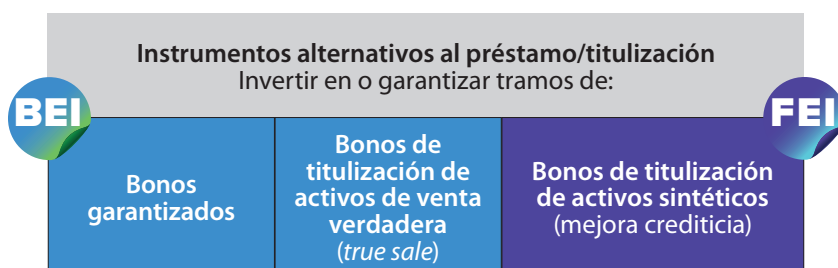 Instrumentos alternativos al préstamo/titulización
Invertir en o garantizar tramos de:
BEI
FEI
Bonos
garantizados
Bonos de
titulización de
activos de venta
verdadera
(true sale)
Bonos de titulización
de activos sintéticos
(mejora crediticia)